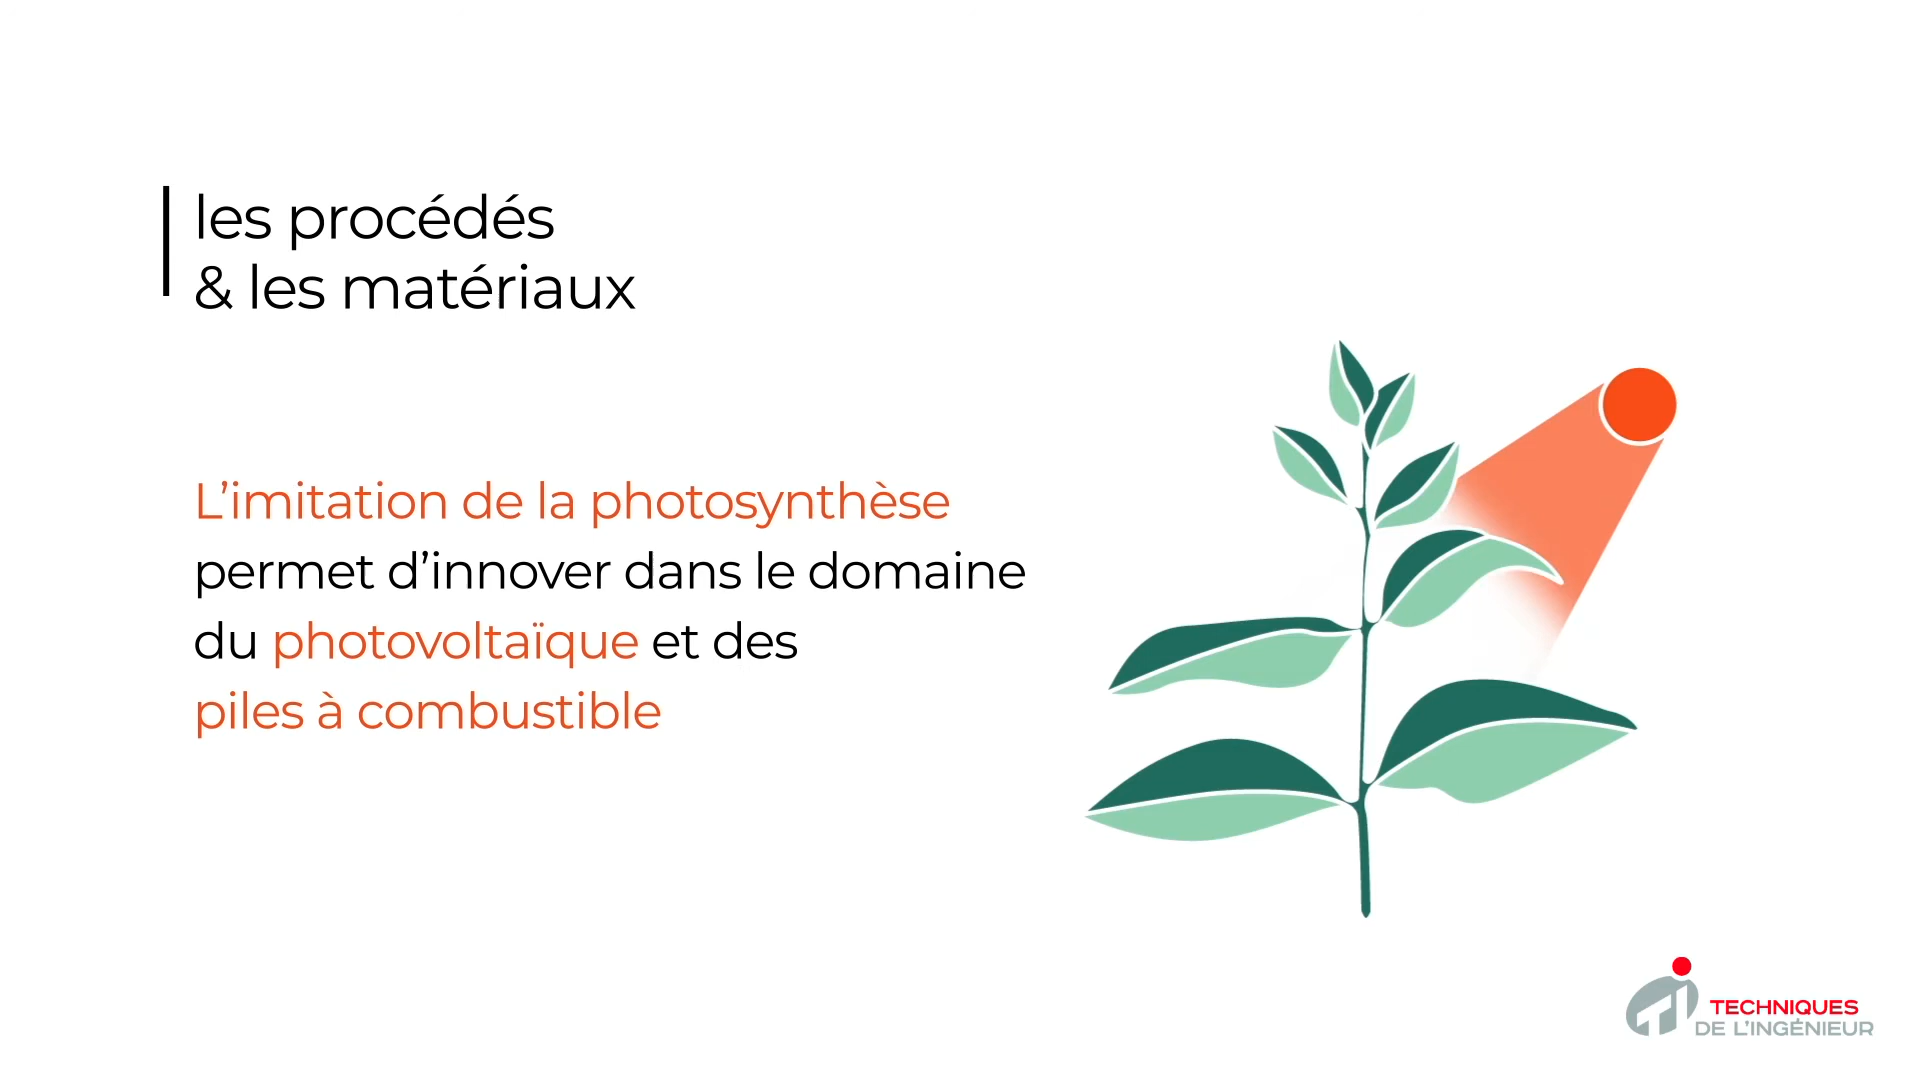 les procédés
& les matériaux
L’imitation de la photosynthèse
permet d’innover dans le domaine
du photovoltaïque et des
piles à combustible
TECHNIQUES
DE L’INGÉNIEUR